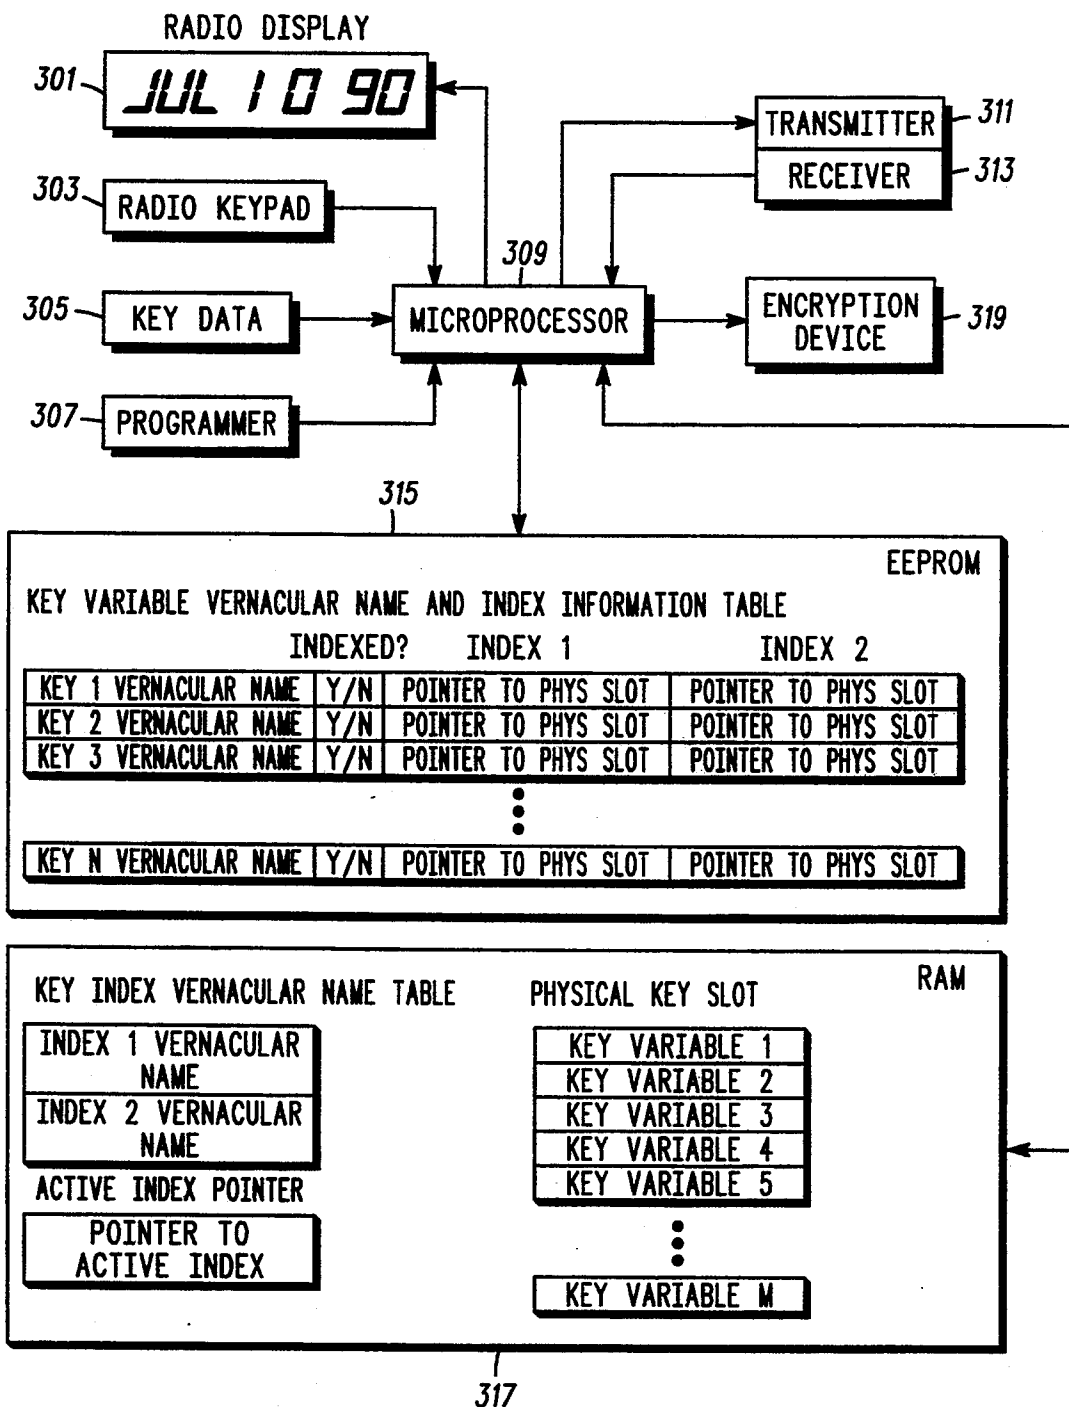 RADIO DISPLAY
301
JUL 10 90
303
RADIO KEYPAD
305
KEY DATA
307
PROGRAMMER
309
MICROPROCESSOR
TRANSMITTER
311
RECEIVER
313
ENCRYPTION
DEVICE
319
315
EEPROM
KEY VARIABLE VERNACULAR NAME AND INDEX INFORMATION TABLE
INDEXED? INDEX 1 INDEX 2
KEY 1 VERNACULAR NAME Y/N POINTER TO PHYS SLOT POINTER TO PHYS SLOT
KEY 2 VERNACULAR NAME Y/N POINTER TO PHYS SLOT POINTER TO PHYS SLOT
KEY 3 VERNACULAR NAME Y/N POINTER TO PHYS SLOT POINTER TO PHYS SLOT
KEY N VERNACULAR NAME Y/N POINTER TO PHYS SLOT POINTER TO PHYS SLOT
RAM
KEY INDEX VERNACULAR NAME TABLE
INDEX 1 VERNACULAR
NAME
INDEX 2 VERNACULAR
NAME
ACTIVE INDEX POINTER
POINTER TO
ACTIVE INDEX
PHYSICAL KEY SLOT
KEY VARIABLE 1
KEY VARIABLE 2
KEY VARIABLE 3
KEY VARIABLE 4
KEY VARIABLE 5
KEY VARIABLE M
317